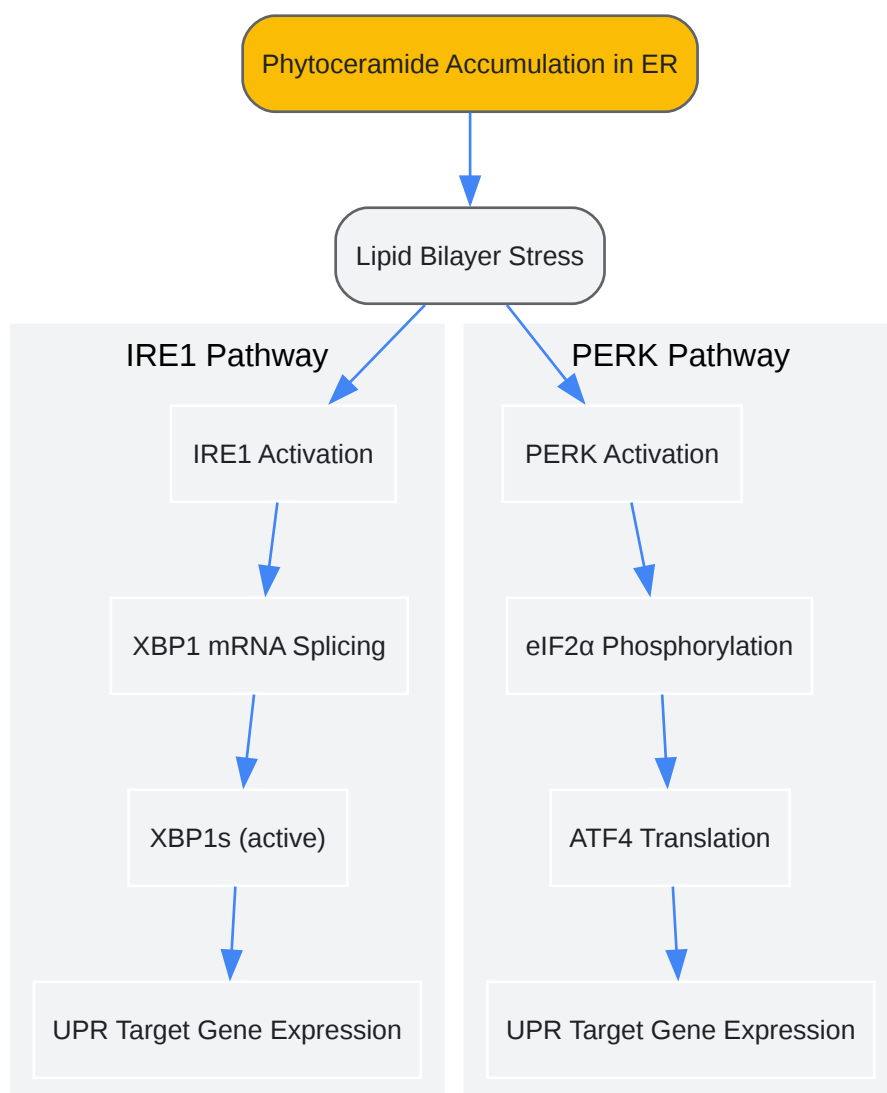 Phytoceramide Accumulation in ER
Lipid Bilayer Stress
IRE1 Pathway
IRE1 Activation
XBP1 mRNA Splicing
XBP1s (active)
UPR Target Gene Expression
PERK Pathway
PERK Activation
eIF2α Phosphorylation
ATF4 Translation
UPR Target Gene Expression